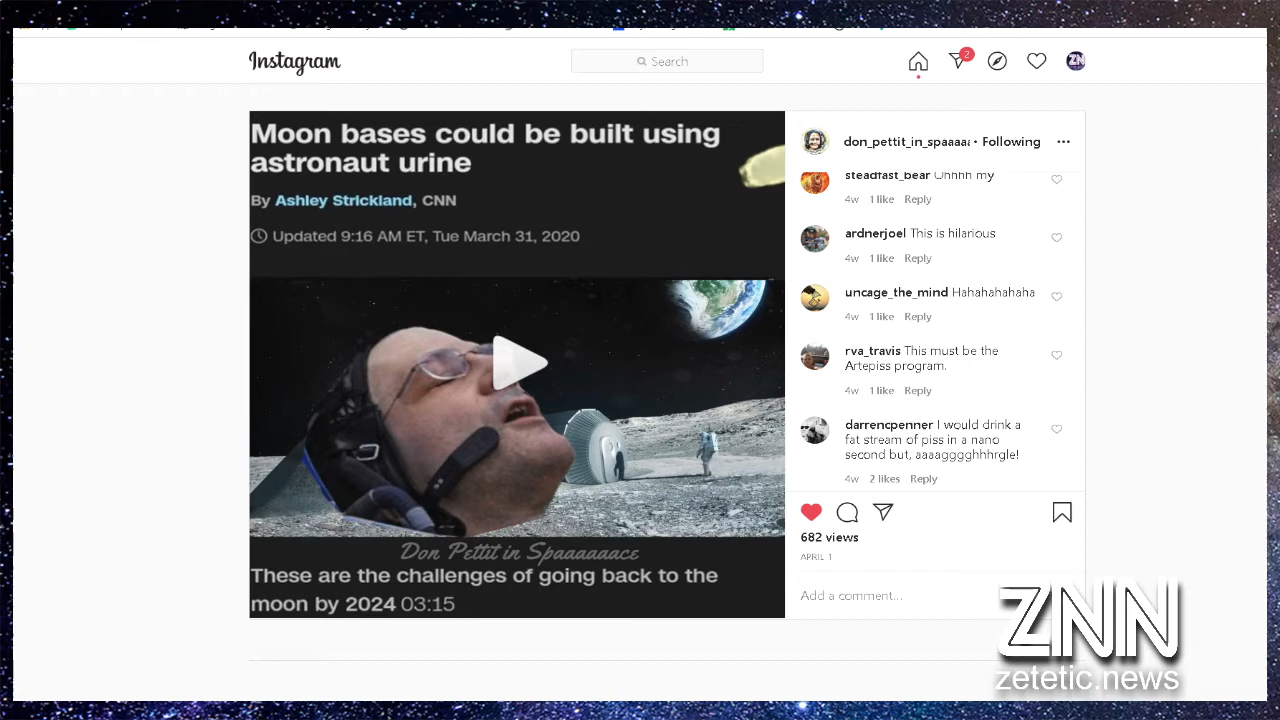 Instagram
Search
2
ZN
Moon bases could be built using
astronaut urine
By Ashley Strickland, CNN
Updated 9:16 AM ET, Tue March 31, 2020
Don Pettit in Spaaaaaace
These are the challenges of going back to the
moon by 2024 03:15
don_pettit_in_spaaaaa • Following
steadfast_bear Ohhhh my
4w 1 like Reply
ardnerjoel This is hilarious
4w 1 like Reply
uncage_the_mind Hahahahahaha
4w 1 like Reply
rva_travis This must be the
Artepiss program.
4w 1 like Reply
darrencpenner I would drink a
fat stream of piss in a nano
second but, aaaagggghhhrgle!
4w 2 likes Reply
682 views
APRIL 1
Add a comment...
ZNN
zetetic.news